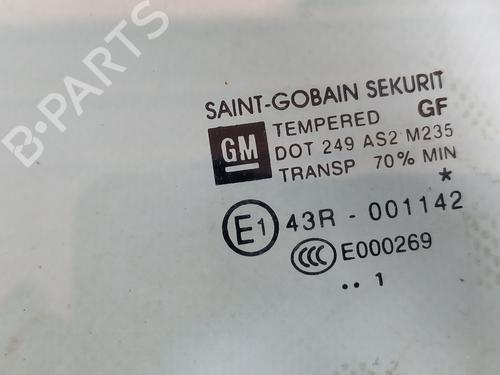 B-PARTS
SAINT-GOBAIN SEKURIT
TEMPERED GF
GM DOT 249 AS2 M235
TRANSP 70% MIN
*
E1 43R - 001142
CCC E000269
•• 1